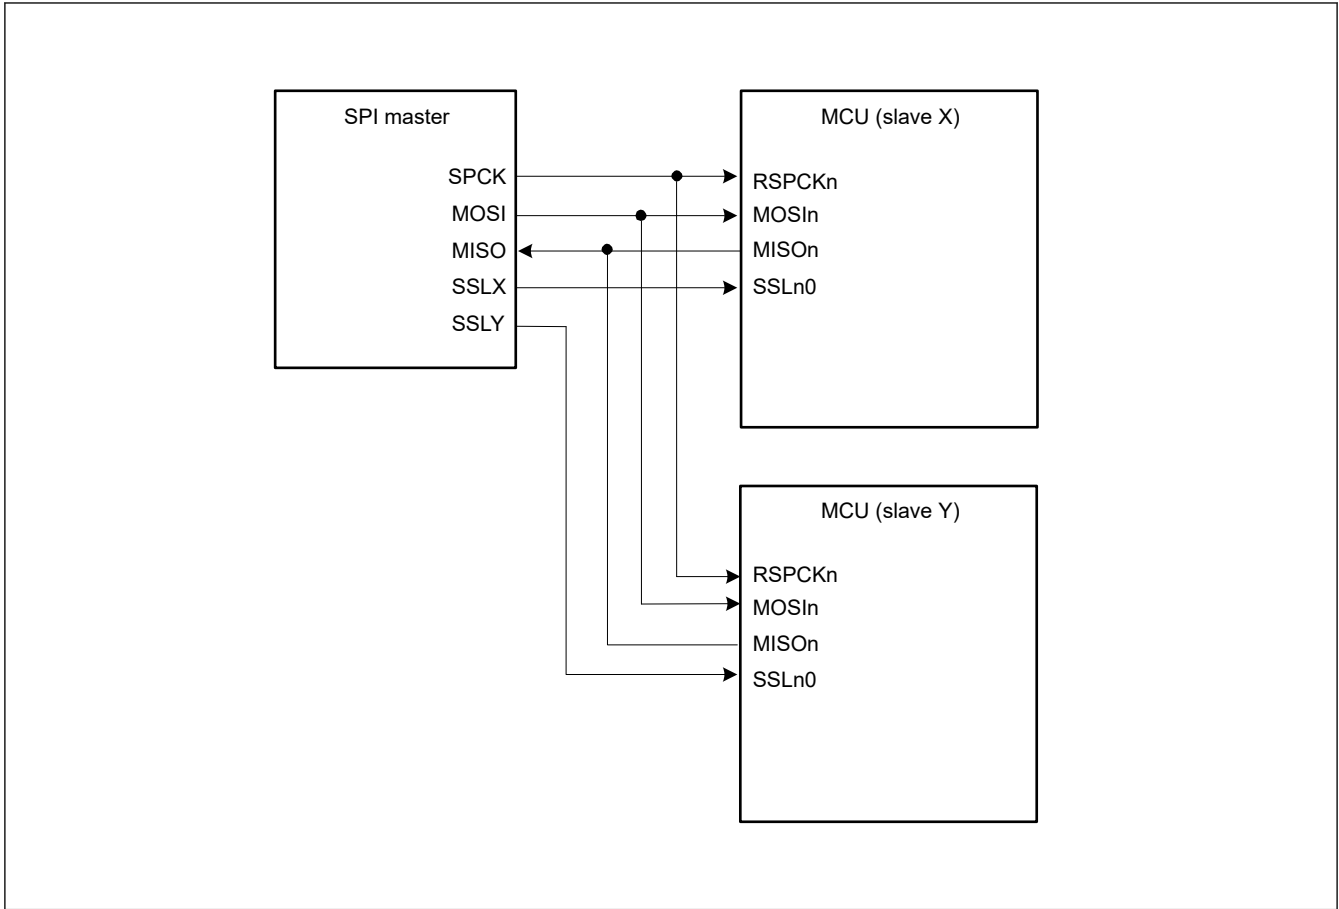 SPI master
SPCK
MOSI
MISO
SSLX
SSLY
MCU (slave X)
RSPCKn
MOSIn
MISOn
SSLn0
MCU (slave Y)
RSPCKn
MOSIn
MISOn
SSLn0